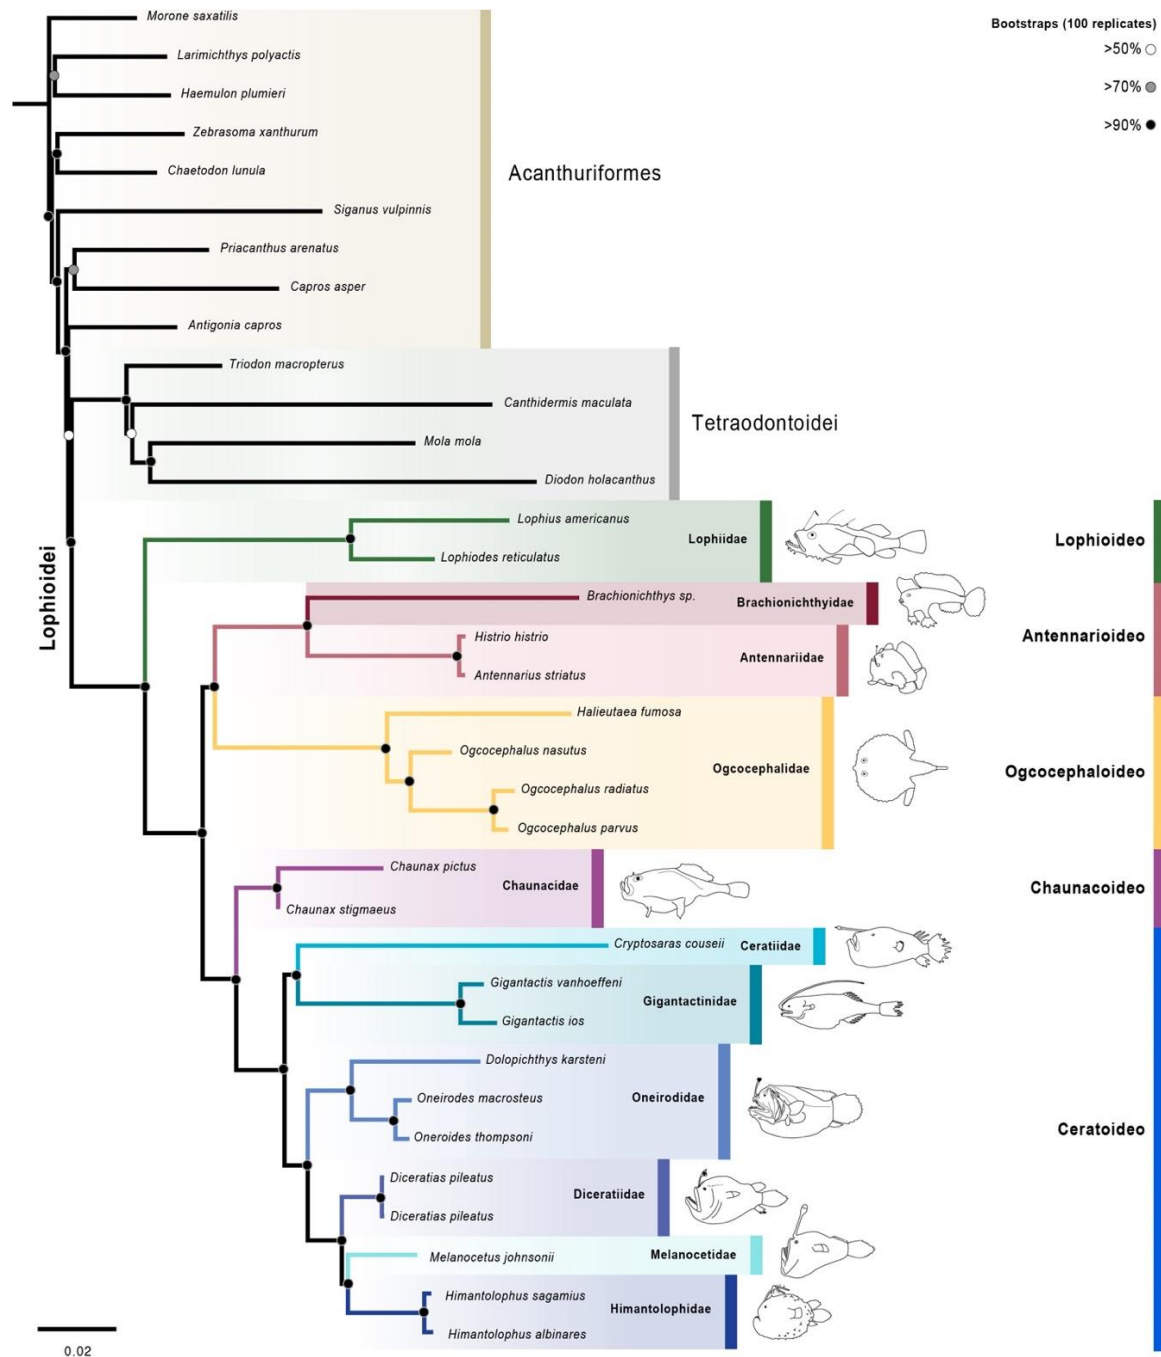 Morone saxatilis
Bootstraps (100 replicates)
>50%
Larimichthys polyactis
>70%
Haemulon plumieri
>90%
Zebrasoma xanthurum
Chaetodon lunula
Acanthuriformes
Siganus vulpinnis
Priacanthus arenatus
Capros asper
Antigonia capros
Triodon macropterus
Canthidermis maculata
Tetraodontoidei
Mola mola
Diodon holacanthus
Lophioidei
Lophius americanus
Lophiidae
Lophioideo
Lophiodes reticulatus
Brachionichthys sp.
Brachionichthyidae
Antennarioideo
Histrio histrio
Antennariidae
Antennarius striatus
Halieutaea fumosa
Ogcocephalus nasutus
Ogcocephalidae
Ogcocephaloideo
Ogcocephalus radiatus
Ogcocephalus parvus
Chaunax pictus
Chaunacidae
Chaunacoideo
Chaunax stigmaeus
Cryptosaras couseii
Ceratiidae
Gigantactis vanhoeffeni
Gigantactinidae
Gigantactis ios
Dolopichthys karsteni
Oneirodes macrosteus
Oneirodidae
Oneroides thompsoni
Ceratoideo
Diceratias pileatus
Diceratiidae
Diceratias pileatus
Melanocetus johnsonii
Melanocetidae
Himantolophus sagamius
Himantolophidae
Himantolophus albinares
0.02